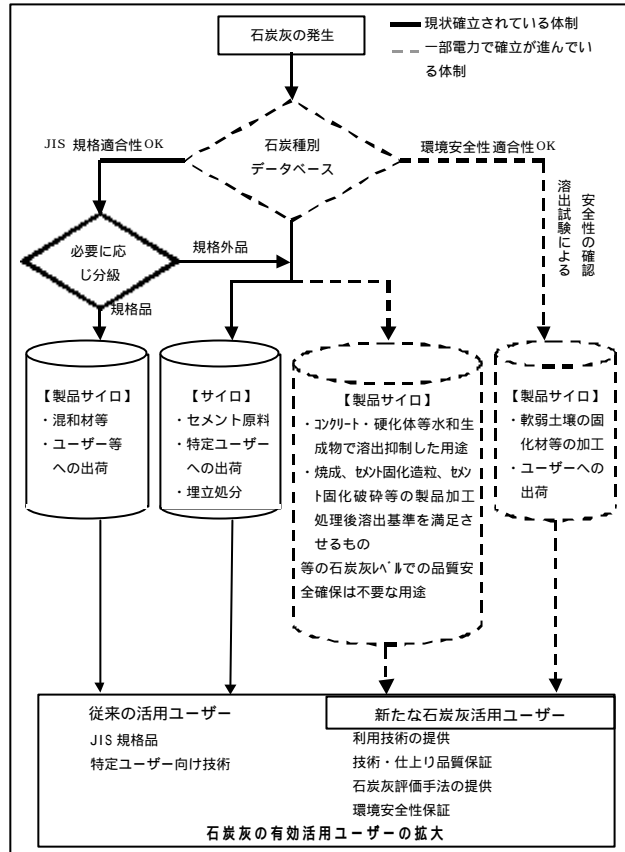 石炭灰の発生
現状確立されている体制
一部電力で確立が進んでい
る体制
石炭種別
データベース
JIS 規格適合性OK
環境安全性適合性OK
溶出試験による
安全性の確認
必要に応
じ分級
規格外品
規格品
【製品サイロ】
・混和材等
・ユーザー等
への出荷
【サイロ】
・セメント原料
・特定ユーザー
への出荷
・埋立処分
【製品サイロ】
・コンクリート・硬化体等水和生
成物で溶出抑制した用途
・焼成、セメント固化造粒、セメン
ト固化破砕等の製品加工
処理後溶出基準を満足さ
せるもの
等の石炭灰レベルでの品質安
全確保は不要な用途
【製品サイロ】
・軟弱土壌の固
化材等の加工
・ユーザーへの
出荷
従来の活用ユーザー
JIS 規格品
特定ユーザー向け技術
新たな石炭灰活用ユーザー
利用技術の提供
技術・仕上り品質保証
石炭灰評価手法の提供
環境安全性保証
石炭灰の有効活用ユーザーの拡大